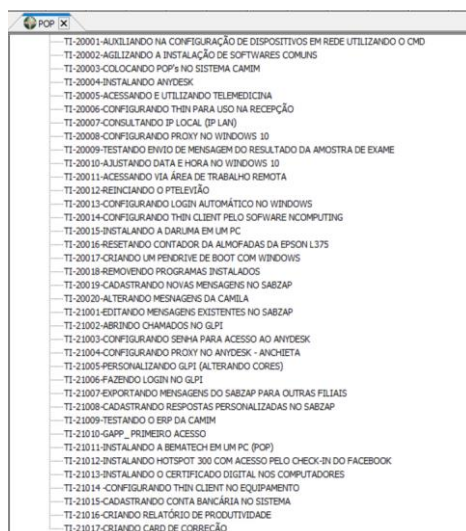 POP X
TI-20001-AUXILIANDO NA CONFIGURAÇÃO DE DISPOSITIVOS EM REDE UTILIZANDO O CMD
TI-20002-AGILIZANDO A INSTALAÇÃO DE SOFTWARES COMUNS
TI-20003-COLOCANDO POP's NO SISTEMA CAMIM
TI-20004-INSTALANDO ANYDESK
TI-20005-ACESSANDO E UTILIZANDO TELEMEDICINA
TI-20006-CONFIGURANDO THIN PARA USO NA RECEPÇÃO
TI-20007-CONSULTANDO IP LOCAL (IP LAN)
TI-20008-CONFIGURANDO PROXY NO WINDOWS 10
TI-20009-TESTANDO ENVIO DE MENSAGEM DO RESULTADO DA AMOSTRA DE EXAME
TI-20010-AJUSTANDO DATA E HORA NO WINDOWS 10
TI-20011-ACESSANDO VIA ÁREA DE TRABALHO REMOTA
TI-20012-REINCIANDO O PTELEVIÃO
TI-20013-CONFIGURANDO LOGIN AUTOMÁTICO NO WINDOWS
TI-20014-CONFIGURANDO THIN CLIENT PELO SOFWARE NCOMPUTING
TI-20015-INSTALANDO A DARUMA EM UM PC
TI-20016-RESETANDO CONTADOR DA ALMOFADAS DA EPSON L375
TI-20017-CRIANDO UM PENDRIVE DE BOOT COM WINDOWS
TI-20018-REMOVENDO PROGRAMAS INSTALADOS
TI-20019-CADASTRANDO NOVAS MENSAGENS NO SABZAP
TI-20020-ALTERANDO MESNAGENS DA CAMILA
TI-21001-EDITANDO MENSAGENS EXISTENTES NO SABZAP
TI-21002-ABRINDO CHAMADOS NO GLPI
TI-21003-CONFIGURANDO SENHA PARA ACESSO AO ANYDESK
TI-21004-CONFIGURANDO PROXY NO ANYDESK - ANCHIETA
TI-21005-PERSONALIZANDO GLPI (ALTERANDO CORES)
TI-21006-FAZENDO LOGIN NO GLPI
TI-21007-EXPORTANDO MENSAGENS DO SABZAP PARA OUTRAS FILIAIS
TI-21008-CADASTRANDO RESPOSTAS PERSONALIZADAS NO SABZAP
TI-21009-TESTANDO O ERP DA CAMIM
TI-21010-GAPP_ PRIMEIRO ACESSO
TI-21011-INSTALANDO A BEMATECH EM UM PC (POP)
TI-21012-INSTALANDO HOTSPOT 300 COM ACESSO PELO CHECK-IN DO FACEBOOK
TI-21013-INSTALANDO O CERTIFICADO DIGITAL NOS COMPUTADORES
TI-21014 -CONFIGURANDO THIN CLIENT NO EQUIPAMENTO
TI-21015-CADASTRANDO CONTA BANCÁRIA NO SISTEMA
TI-21016-CRIANDO RELATÓRIO DE PRODUTIVIDADE
TI-21017-CRIANDO CARD DE CORREÇÃO